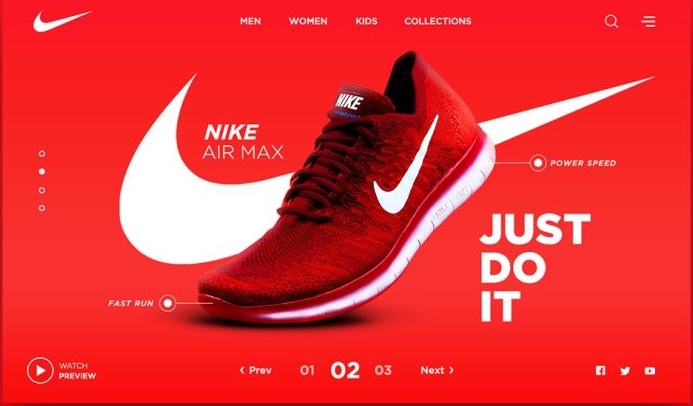 MEN WOMEN KIDS COLLECTIONS
NIKE
AIR MAX
NIKE
POWER SPEED
JUST
DO
IT
FAST RUN
WATCH
PREVIEW
‹ Prev 01 02 03 Next ›